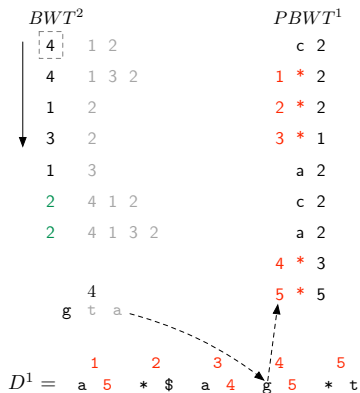 BWT² PBWT¹
4 1 2 c 2
4 1 3 2 1 * 2
1 2 2 * 2
3 2 3 * 1
1 3 a 2
2 4 1 2 c 2
2 4 1 3 2 a 2
4 * 3
4 5 * 5
g t a
1 2 3 4 5
D¹ = a 5 * $ a 4 g 5 * t